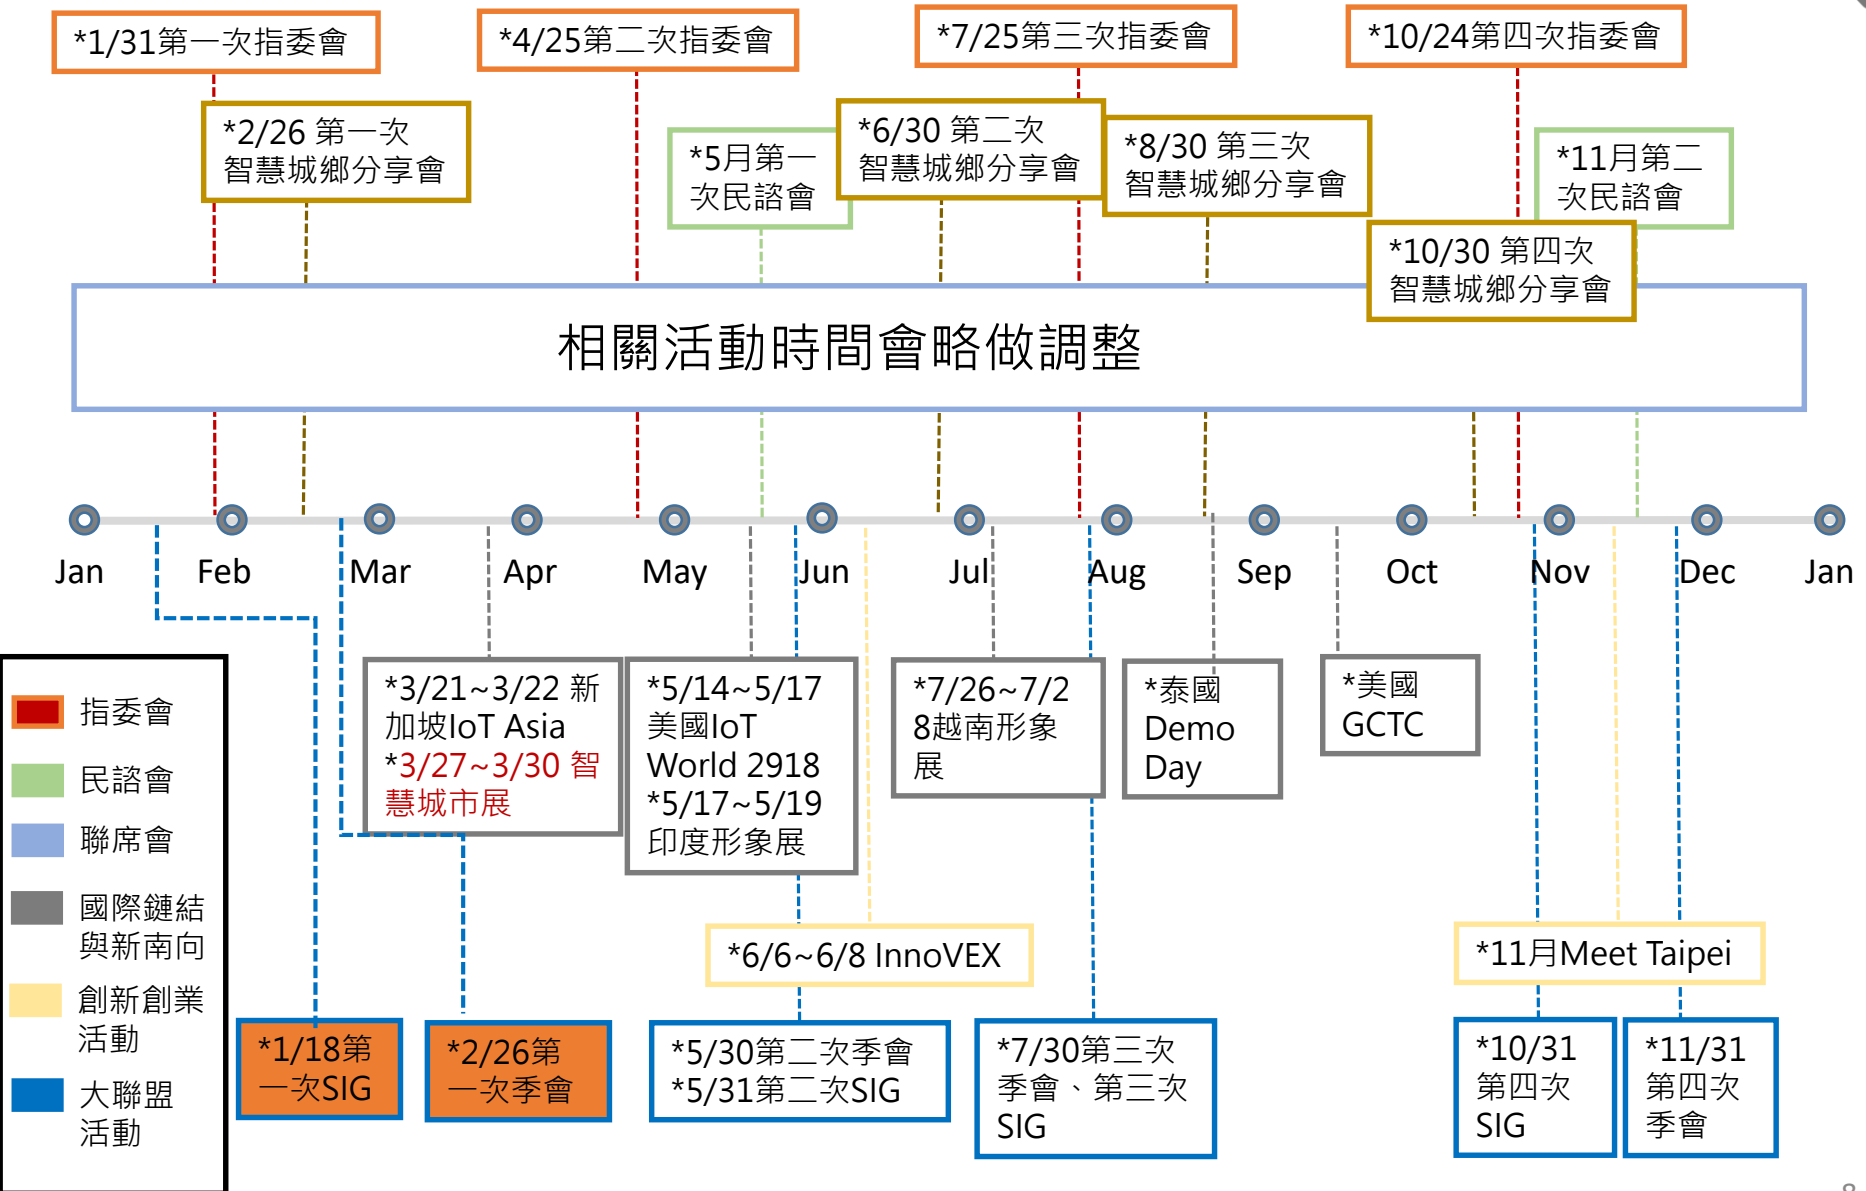 *1/31第一次指委會
*4/25第二次指委會
*7/25第三次指委會
*10/24第四次指委會
*2/26 第一次
智慧城鄉分享會
*5月第一
次民諮會
*6/30 第二次
智慧城鄉分享會
*8/30 第三次
智慧城鄉分享會
*11月第二
次民諮會
*10/30 第四次
智慧城鄉分享會
相關活動時間會略做調整
Jan
Feb
Mar
Apr
May
Jun
Jul
Aug
Sep
Oct
Nov
Dec
Jan
*3/21~3/22 新
加坡IoT Asia
*3/27~3/30 智
慧城市展
*5/14~5/17
美國IoT
World 2918
*5/17~5/19
印度形象展
*7/26~7/2
8越南形象
展
*泰國
Demo
Day
*美國
GCTC
*6/6~6/8 InnoVEX
*11月Meet Taipei
*1/18第
一次SIG
*2/26第
一次季會
*5/30第二次季會
*5/31第二次SIG
*7/30第三次
季會、第三次
SIG
*10/31
第四次
SIG
*11/31
第四次
季會
指委會
民諮會
聯席會
國際鏈結
與新南向
創新創業
活動
大聯盟
活動